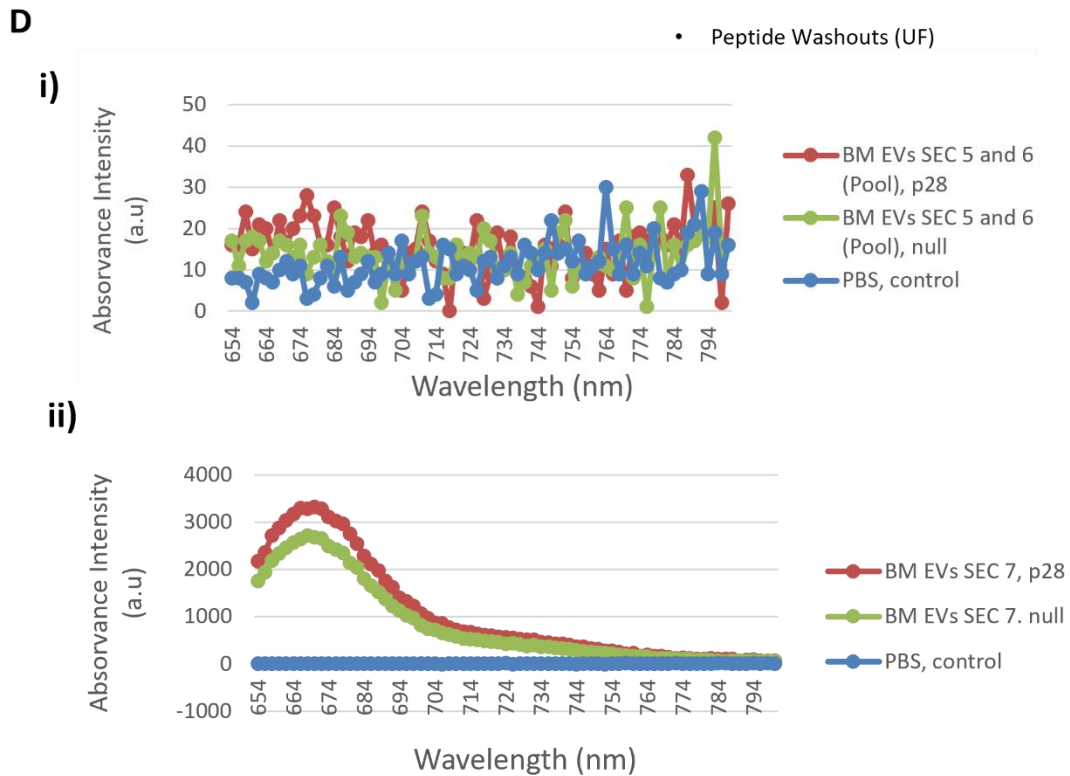 D
• Peptide Washouts (UF)
i)
Absorvance Intensity
(a.u)
50
40
30
20
10
0
654 664 674 684 694 704 714 724 734 744 754 764 774 784 794
Wavelength (nm)
BM EVs SEC 5 and 6
(Pool), p28
BM EVs SEC 5 and 6
(Pool), null
PBS, control
ii)
Absorvance Intensity
(a.u)
4000
3000
2000
1000
0
-1000
654 664 674 684 694 704 714 724 734 744 754 764 774 784 794
Wavelength (nm)
BM EVs SEC 7, p28
BM EVs SEC 7. null
PBS, control